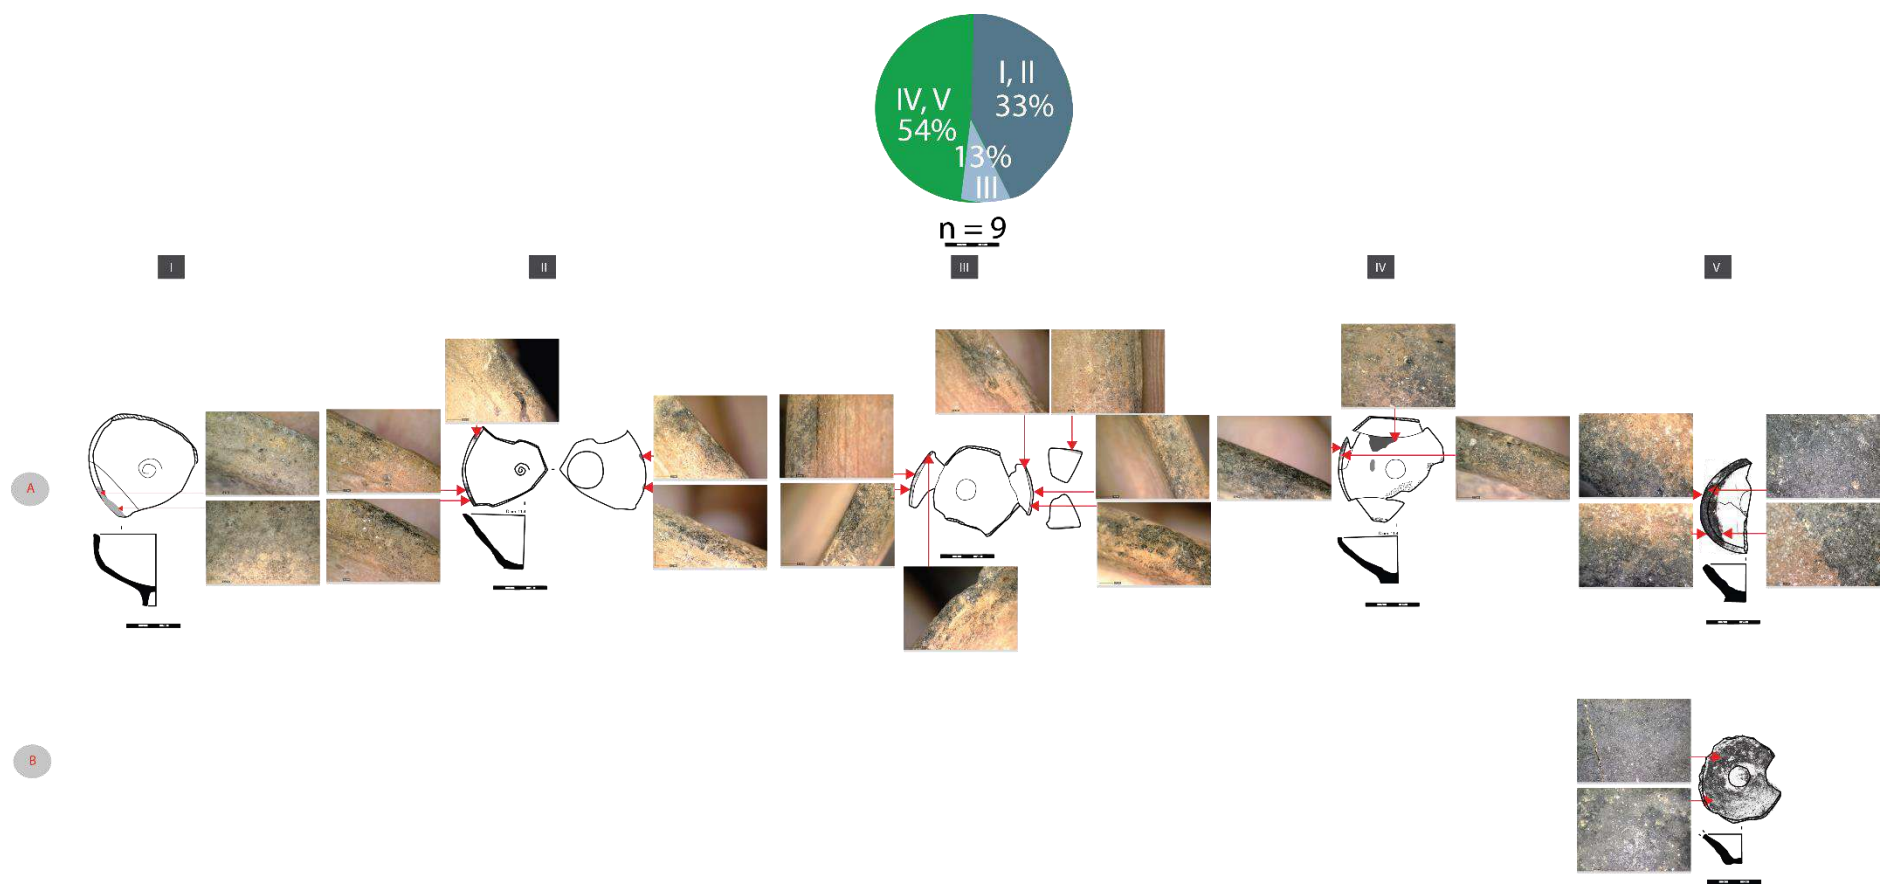 I, II
33%
IV, V
54%
13%
III
n = 9
I
II
III
IV
V
A
B